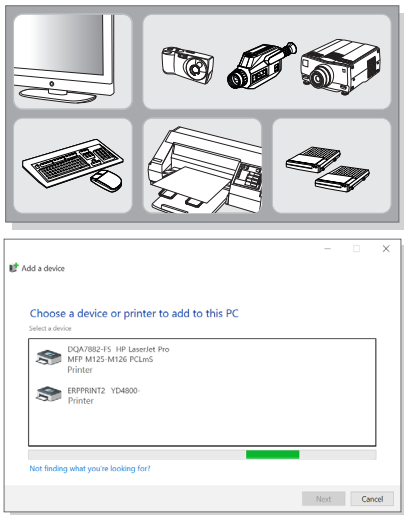 Add a device
Choose a device or printer to add to this PC
Select a device
DQA7882-F5 HP LaserJet Pro
MFP M125-M126 PCLmS
Printer
ERPPRINT2 YD4800-
Printer
Not finding what you're looking for?
Next
Cancel